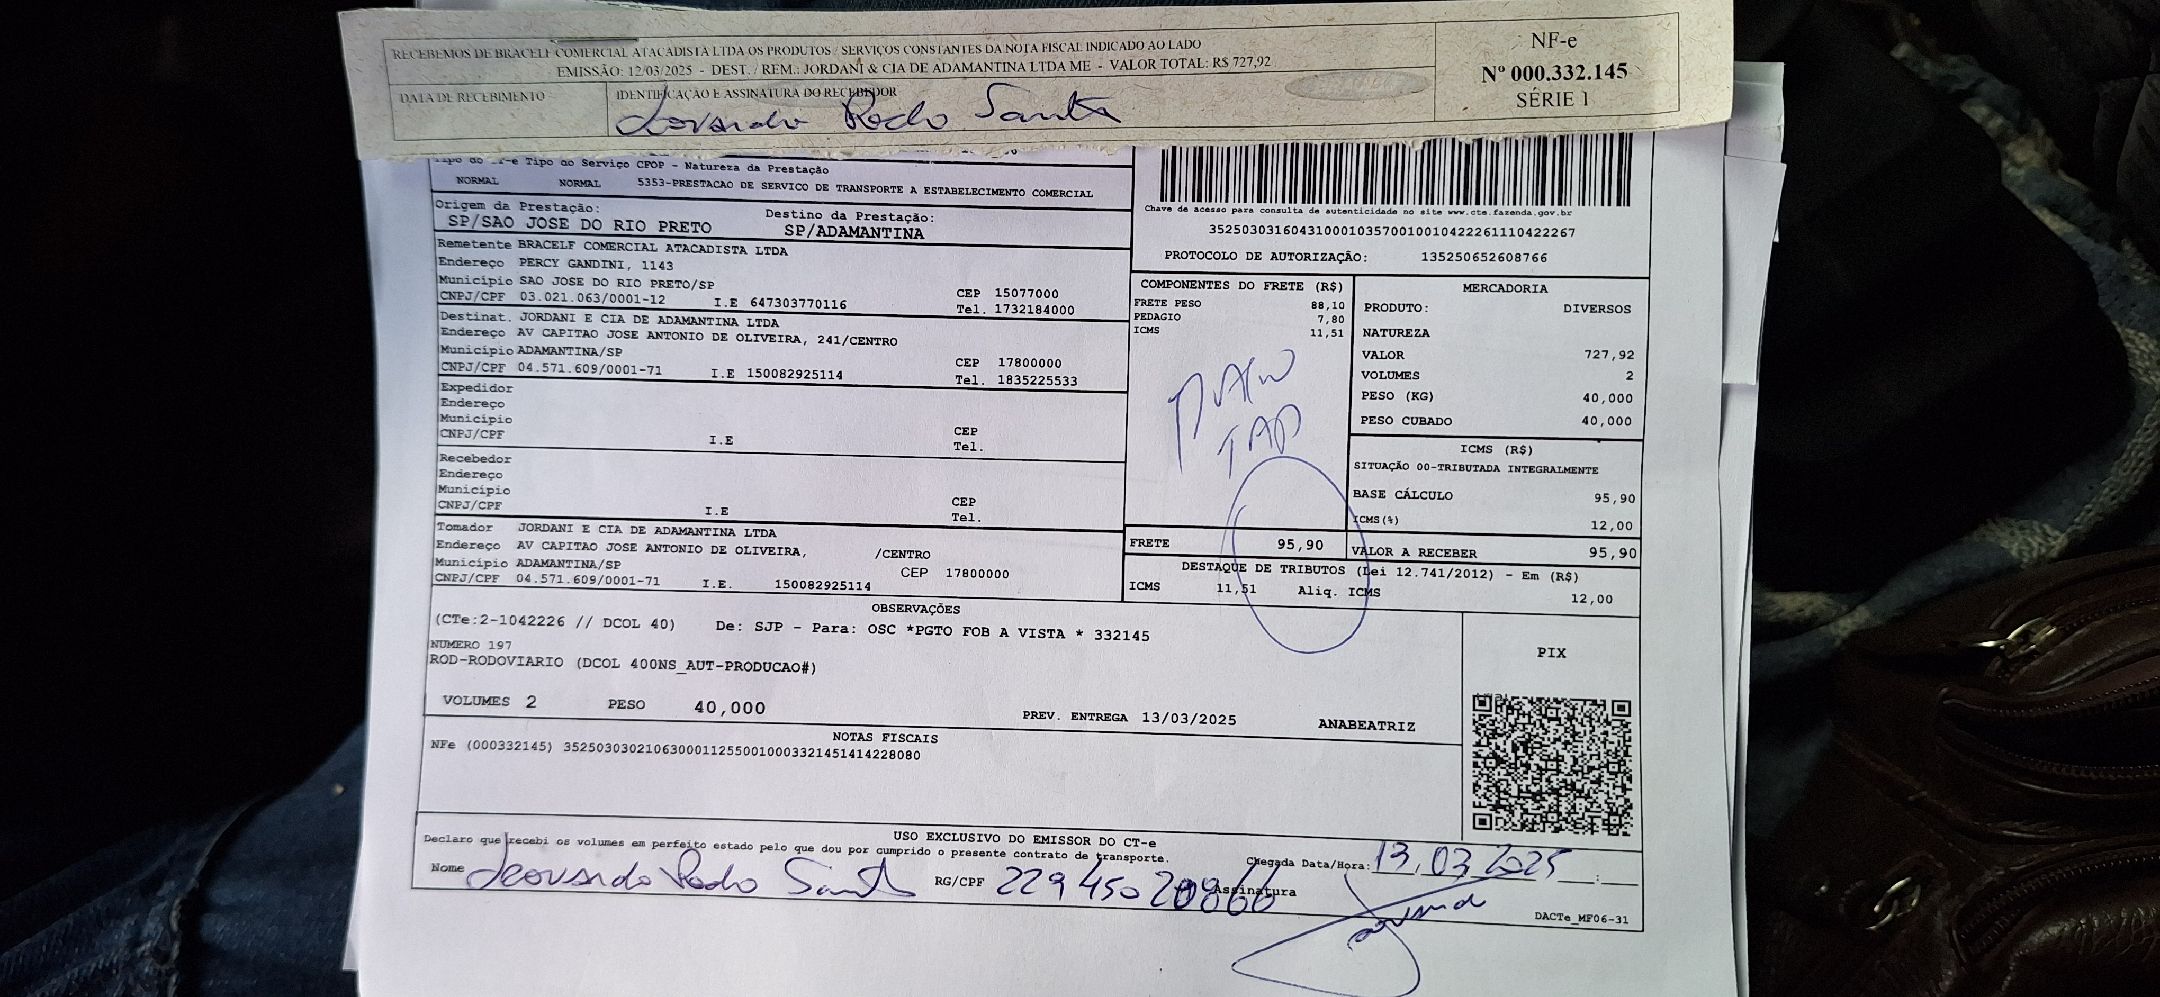 RECEBEMOS DE BRACELF COMERCIAL ATACADISTA LTDA OS PRODUTOS / SERVIÇOS CONSTANTES DA NOTA FISCAL INDICADO AO LADO
EMISSÃO: 12/03/2025 - DEST. / REM.: JORDANI & CIA DE ADAMANTINA LTDA ME - VALOR TOTAL: R$ 727,92
DATA DE RECEBIMENTO
IDENTIFICAÇÃO E ASSINATURA DO RECEBEDOR
NF-e
Nº 000.332.145
SÉRIE 1
Tipo do Tipo ao Serviço CFOP - Natureza da Prestação
NORMAL NORMAL 5353-PRESTACAO DE SERVICO DE TRANSPORTE A ESTABELECIMENTO COMERCIAL
Origem da Prestação: Destino da Prestação:
SP/SAO JOSE DO RIO PRETO SP/ADAMANTINA
Remetente BRACELF COMERCIAL ATACADISTA LTDA
Endereço PERCY GANDINI, 1143
Município SAO JOSE DO RIO PRETO/SP CEP 15077000
CNPJ/CPF 03.021.063/0001-12 I.E 647303770116 Tel. 1732184000
Destinat. JORDANI E CIA DE ADAMANTINA LTDA
Endereço AV CAPITAO JOSE ANTONIO DE OLIVEIRA, 241/CENTRO
Município ADAMANTINA/SP CEP 17800000
CNPJ/CPF 04.571.609/0001-71 I.E 150082925114 Tel. 1835225533
Expedidor
Endereço
Município CEP
CNPJ/CPF I.E Tel.
Recebedor
Endereço
Município CEP
CNPJ/CPF I.E Tel.
Tomador JORDANI E CIA DE ADAMANTINA LTDA
Endereço AV CAPITAO JOSE ANTONIO DE OLIVEIRA, /CENTRO
Município ADAMANTINA/SP CEP 17800000
CNPJ/CPF 04.571.609/0001-71 I.E. 150082925114
Chave de acesso para consulta de autenticidade no site www.cte.fazenda.gov.br
35250303160431000103570010010422261110422267
PROTOCOLO DE AUTORIZAÇÃO: 135250652608766
COMPONENTES DO FRETE (R$)
FRETE PESO 88,10
PEDAGIO 7,80
ICMS 11,51
TAD
FRETE 95,90
MERCADORIA
PRODUTO: DIVERSOS
NATUREZA
VALOR 727,92
VOLUMES 2
PESO (KG) 40,000
PESO CUBADO 40,000
ICMS (R$)
SITUAÇÃO 00-TRIBUTADA INTEGRALMENTE
BASE CÁLCULO 95,90
ICMS(%) 12,00
VALOR A RECEBER 95,90
DESTAQUE DE TRIBUTOS (Lei 12.741/2012) - Em (R$)
ICMS 11,51 Aliq. ICMS 12,00
OBSERVAÇÕES
(CTe:2-1042226 // DCOL 40) De: SJP - Para: OSC *PGTO FOB A VISTA * 332145
NUMERO 197
ROD-RODOVIARIO (DCOL 400NS_AUT-PRODUCAO#)
VOLUMES 2 PESO 40,000 PREV. ENTREGA 13/03/2025 ANABEATRIZ
PIX
NOTAS FISCAIS
NFe (000332145) 35250303021063000112550010003321451414228080
USO EXCLUSIVO DO EMISSOR DO CT-e
Declaro que recebi os volumes em perfeito estado pelo que dou por cumprido o presente contrato de transporte.
Chegada Data/Hora: 13,03 2025 :
Nome RG/CPF Assinatura
DACTe_MF06-31